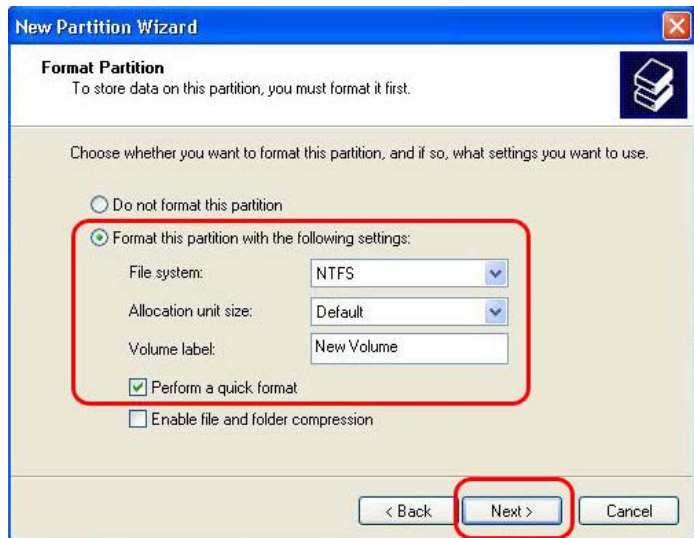 New Partition Wizard
Format Partition
To store data on this partition, you must format it first.
Choose whether you want to format this partition, and if so, what settings you want to use.
Do not format this partition
Format this partition with the following settings:
File system: NTFS
Allocation unit size: Default
Volume label: New Volume
Perform a quick format
Enable file and folder compression
< Back Next > Cancel